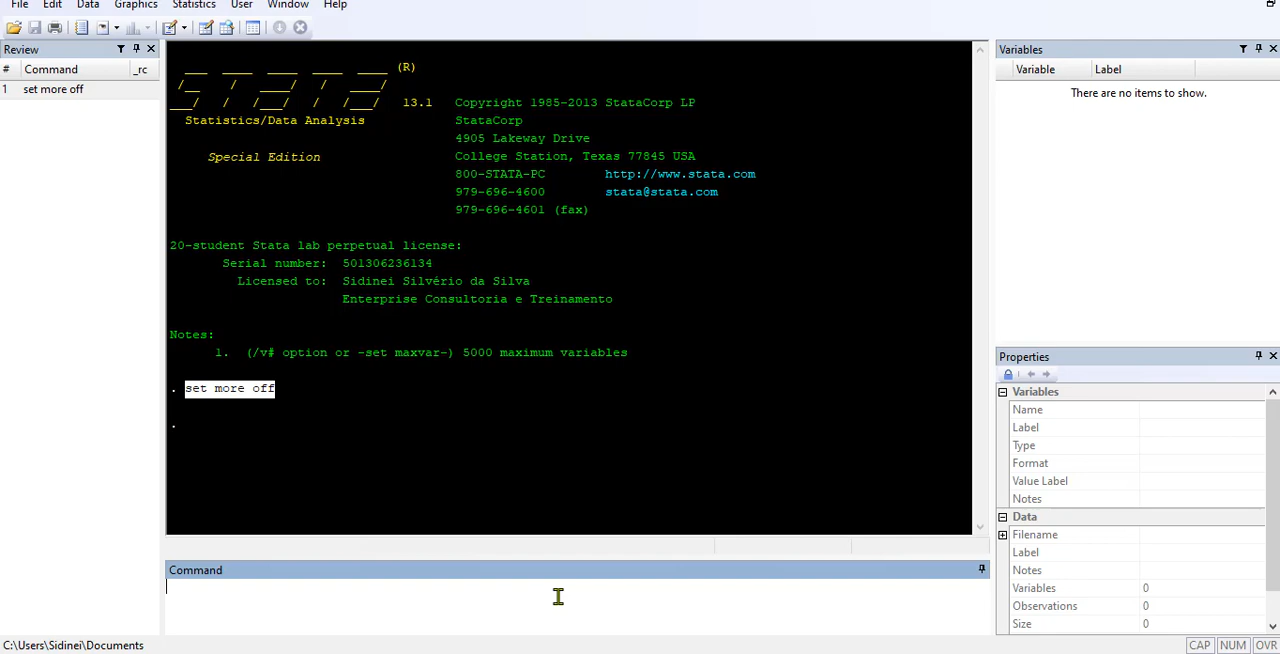 File Edit Data Graphics Statistics User Window Help
Review
# Command _rc
1 set more off
(R)
13.1 Copyright 1985-2013 StataCorp LP
Statistics/Data Analysis StataCorp
4905 Lakeway Drive
Special Edition College Station, Texas 77845 USA
800-STATA-PC http://www.stata.com
979-696-4600 stata@stata.com
979-696-4601 (fax)
20-student Stata lab perpetual license:
Serial number: 501306236134
Licensed to: Sidinei Silvério da Silva
Enterprise Consultoria e Treinamento
Notes:
1. (/v# option or -set maxvar-) 5000 maximum variables
. set more off
.
Command
Variables
Variable Label
There are no items to show.
Properties
Variables
Name
Label
Type
Format
Value Label
Notes
Data
Filename
Label
Notes
Variables 0
Observations 0
Size 0
C:\Users\Sidinei\Documents
CAP NUM OVR